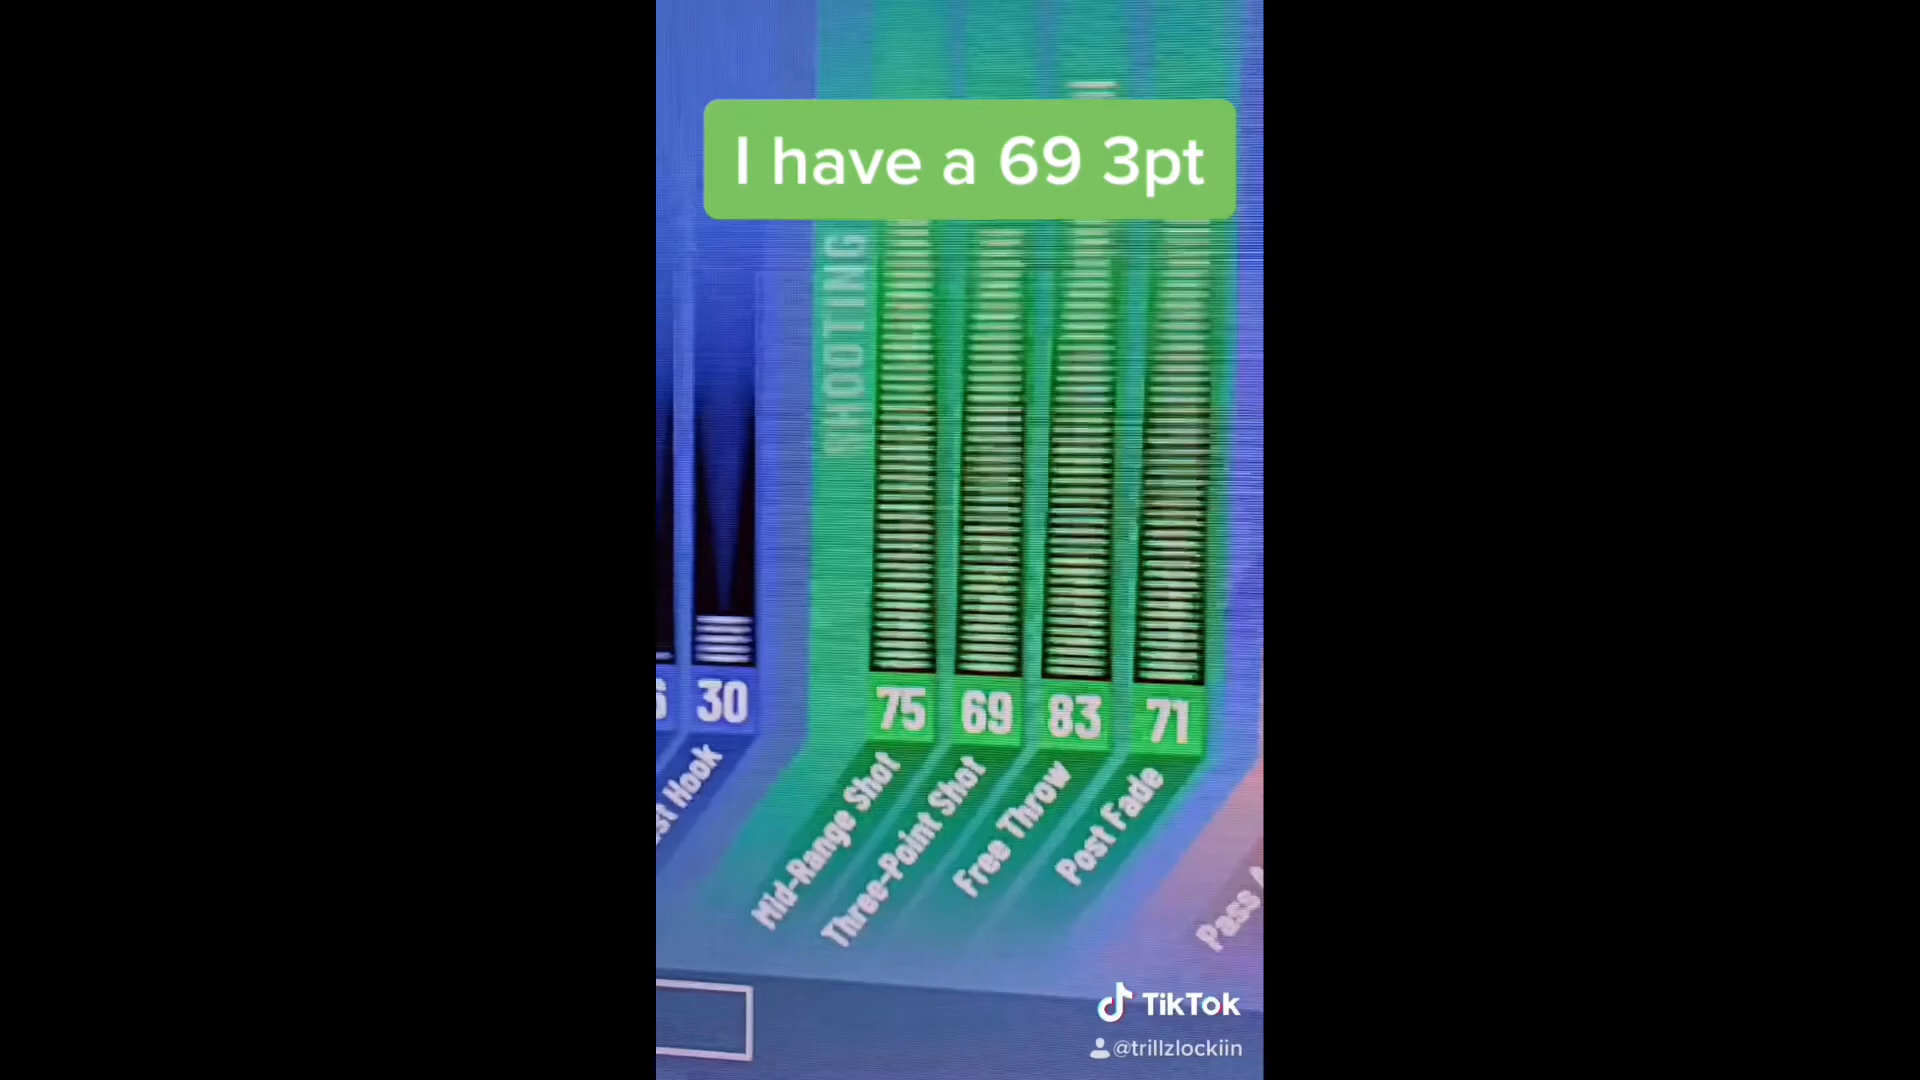 I have a 69 3pt
SHOOTING
30
75
69
83
71
Hook
Mid-Range Shot
Three-Point Shot
Free Throw
Post Fade
Pass
TikTok
@trillzlockiin